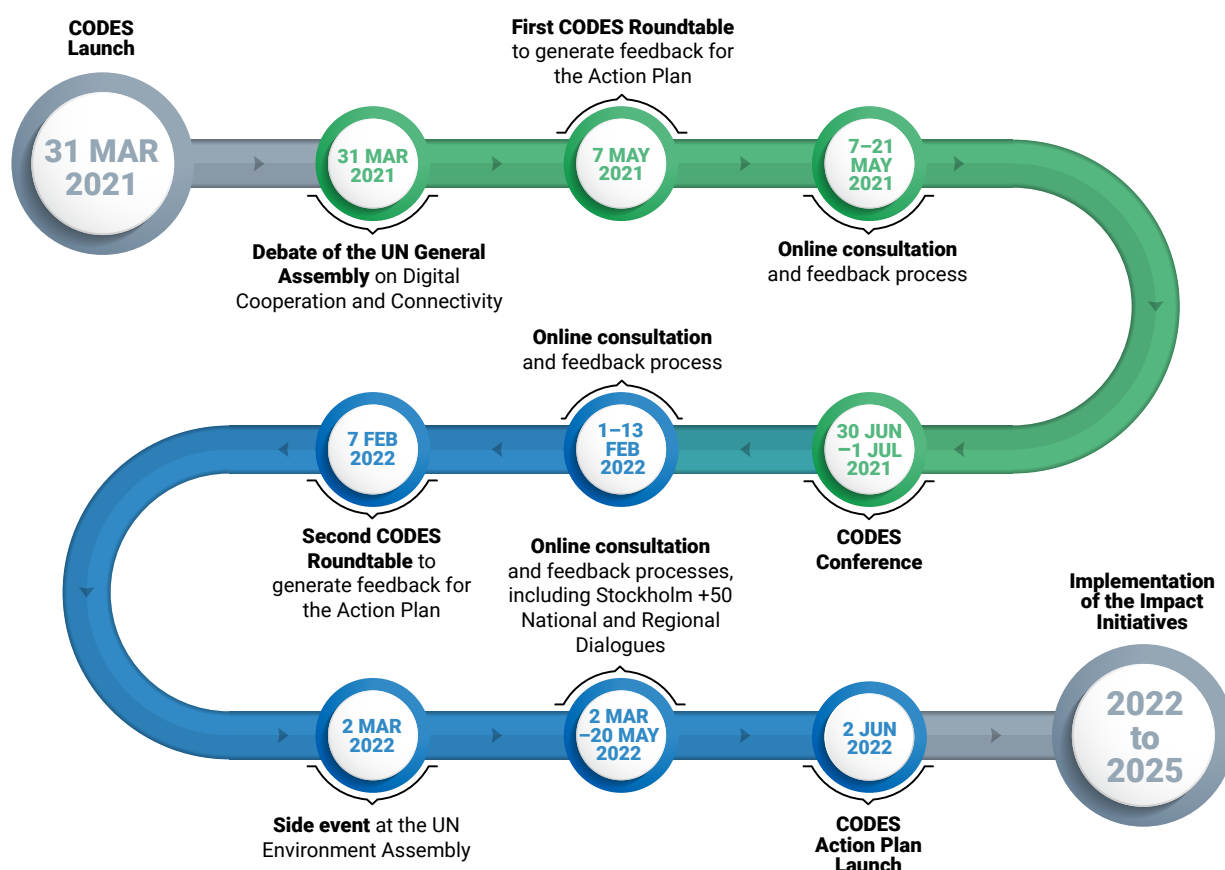 CODES
Launch
31 MAR
2021
31 MAR
2021
Debate of the UN General
Assembly on Digital
Cooperation and Connectivity
First CODES Roundtable
to generate feedback for
the Action Plan
7 MAY
2021
7–21
MAY
2021
Online consultation
and feedback process
30 JUN
–1 JUL
2021
CODES
Conference
Online consultation
and feedback process
1–13
FEB
2022
7 FEB
2022
Second CODES
Roundtable to
generate feedback for
the Action Plan
2 MAR
2022
Side event at the UN
Environment Assembly
Online consultation
and feedback processes,
including Stockholm +50
National and Regional
Dialogues
2 MAR
–20 MAY
2022
2 JUN
2022
CODES
Action Plan
Launch
Implementation
of the Impact
Initiatives
2022
to
2025